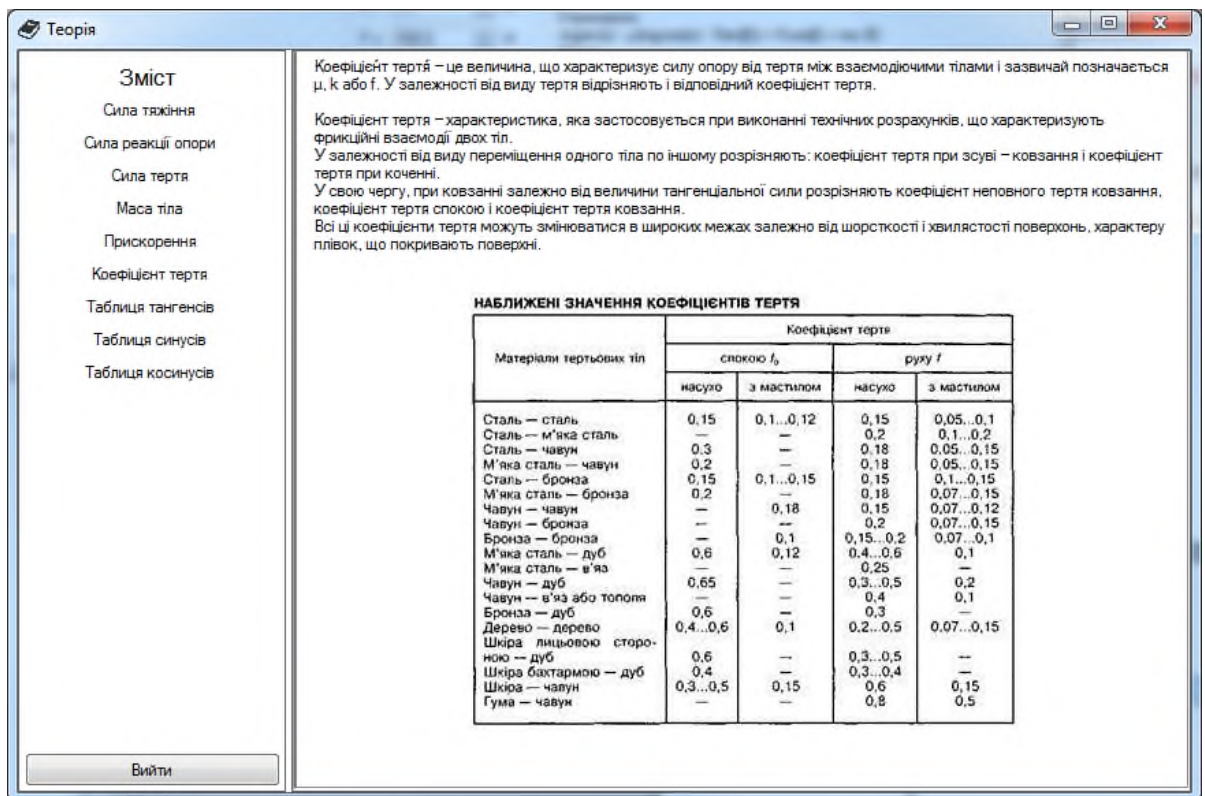 Теорія
Зміст
Сила тяжіння
Сила реакції опори
Сила тертя
Маса тіла
Прискорення
Коефіцієнт тертя
Таблиця тангенсів
Таблиця синусів
Таблиця косинусів
Вийти
Коефіціє́нт тертя́ – це величина, що характеризує силу опору від тертя між взаємодіючими тілами і зазвичай позначається
μ, k або f. У залежності від виду тертя відрізняють і відповідний коефіцієнт тертя.
Коефіцієнт тертя – характеристика, яка застосовується при виконанні технічних розрахунків, що характеризують
фрикційні взаємодії двох тіл.
У залежності від виду переміщення одного тіла по іншому розрізняють: коефіцієнт тертя при зсуві – ковзання і коефіцієнт
тертя при коченні.
У свою чергу, при ковзанні залежно від величини тангенціальної сили розрізняють коефіцієнт неповного тертя ковзання,
коефіцієнт тертя спокою і коефіцієнт тертя ковзання.
Всі ці коефіцієнти тертя можуть змінюватися в широких межах залежно від шорсткості і хвилястості поверхонь, характеру
плівок, що покривають поверхні.
НАБЛИЖЕНІ ЗНАЧЕННЯ КОЕФІЦІЄНТІВ ТЕРТЯ
Матеріали тертьових тіл
Коефіцієнт тертя
спокою f₀ руху f
насухо з мастилом насухо з мастилом
Сталь — сталь 0,15 0,1...0,12 0,15 0,05...0,1
Сталь — м'яка сталь — — 0,2 0,1...0,2
Сталь — чавун 0,3 — 0,18 0,05...0,15
М'яка сталь — чавун 0,2 — 0,18 0,05...0,15
Сталь — бронза 0,15 0,1...0,15 0,15 0,1...0,15
М'яка сталь — бронза 0,2 — 0,18 0,07...0,15
Чавун — чавун — 0,18 0,15 0,07...0,12
Чавун — бронза — — 0,2 0,07...0,15
Бронза — бронза — 0,1 0,15...0,2 0,07...0,1
М'яка сталь — дуб 0,6 0,12 0,4...0,6 0,1
М'яка сталь — в'яз — — 0,25 —
Чавун — дуб 0,65 — 0,3...0,5 0,2
Чавун — в'яз або тополя — — 0,4 0,1
Бронза — дуб 0,6 — 0,3 —
Дерево — дерево 0,4...0,6 0,1 0,2...0,5 0,07...0,15
Шкіра лицьовою сторо-
ною — дуб 0,6 — 0,3...0,5 —
Шкіра бахтармою — дуб 0,4 — 0,3...0,4 —
Шкіра — чавун 0,3...0,5 0,15 0,6 0,15
Гума — чавун — — 0,8 0,5